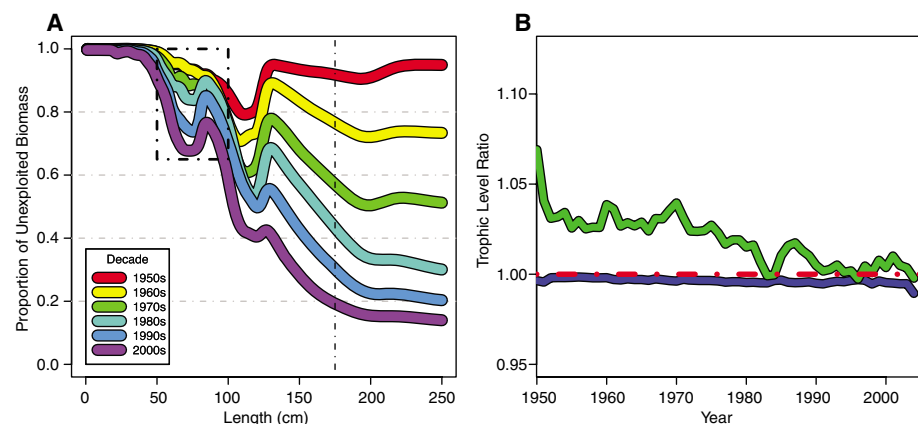 A
Proportion of Unexploited Biomass
1.0
0.8
0.6
0.4
0.2
0.0
Decade
1950s
1960s
1970s
1980s
1990s
2000s
0 50 100 150 200 250
Length (cm)
B
Trophic Level Ratio
1.10
1.05
1.00
0.95
1950 1960 1970 1980 1990 2000
Year